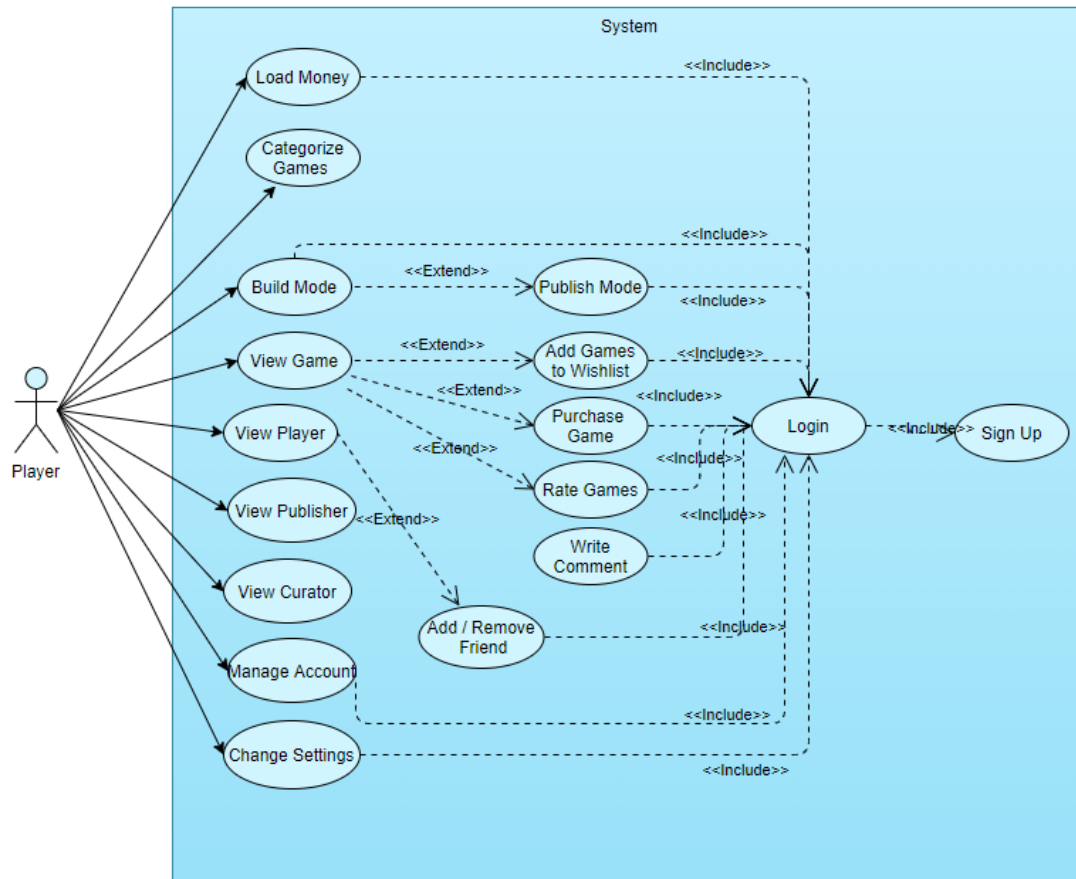 System
Load Money
<<Include>>
Categorize
Games
<<Include>>
Build Mode
<<Extend>>
Publish Mode
<<Include>>
View Game
<<Extend>>
Add Games
to Wishlist
<<Include>>
<<Extend>>
Purchase
Game
<<Include>>
Player
View Player
<<Extend>>
Rate Games
<<Include>>
Login
<<Include>>
Sign Up
View Publisher
<<Extend>>
Write
Comment
<<Include>>
View Curator
Add / Remove
Friend
<<Include>>
Manage Account
<<Include>>
Change Settings
<<Include>>